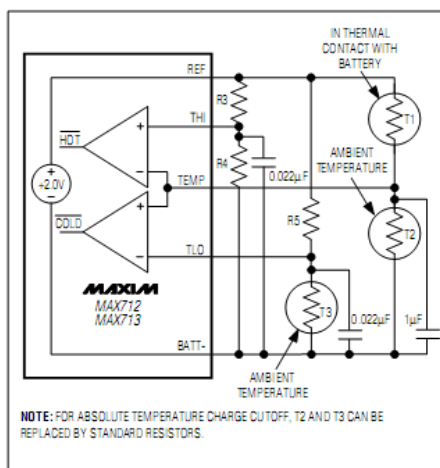 IN THERMAL
CONTACT WITH
BATTERY
REF
R3
THI
T1
HOT
R4
AMBIENT
TEMPERATURE
0.022µF
TEMP
+2.0V
COLD
R5
T2
TLO
MAXIM
MAX712
MAX713
T3
0.022µF
1µF
BATT-
AMBIENT
TEMPERATURE
NOTE: FOR ABSOLUTE TEMPERATURE CHARGE CUTOFF, T2 AND T3 CAN BE
REPLACED BY STANDARD RESISTORS.